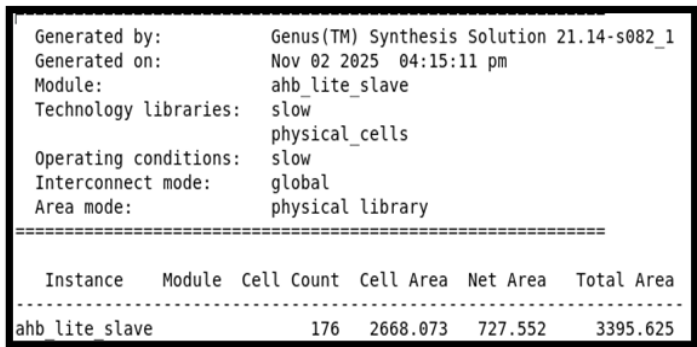 ============================================================
Generated by: Genus(TM) Synthesis Solution 21.14-s082_1
Generated on: Nov 02 2025 04:15:11 pm
Module: ahb_lite_slave
Technology libraries: slow
physical_cells
Operating conditions: slow
Interconnect mode: global
Area mode: physical library
============================================================
Instance Module Cell Count Cell Area Net Area Total Area
--------------------------------------------------------------------
ahb_lite_slave 176 2668.073 727.552 3395.625